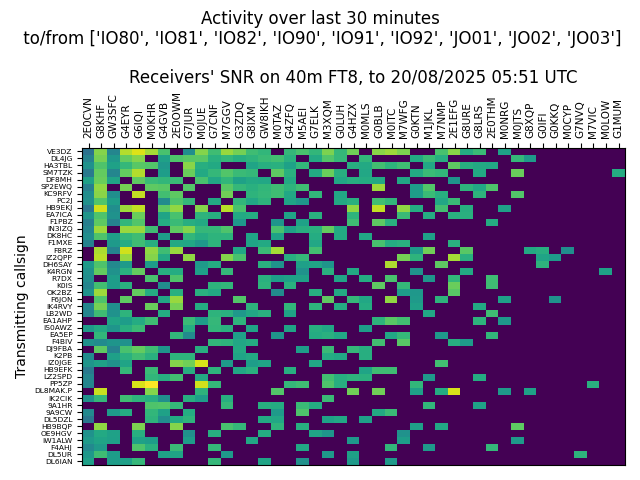 Activity over last 30 minutes
to/from ['IO80', 'IO81', 'IO82', 'IO90', 'IO91', 'IO92', 'JO01', 'JO02', 'JO03']
Receivers' SNR on 40m FT8, to 20/08/2025 05:51 UTC
2E0CVN
G8KHF
GW3SFC
G4EYR
G6IQI
M0KHR
G4GVB
2E0OWM
G7JUR
M0JUE
G7CNF
M7GGV
G3ZQQ
G8IXM
GW8IKH
M0TAZ
G4ZFQ
M5AEI
G7ELK
M3XQM
G0LUH
G4HZX
M0MLS
G0DLB
M0ITC
M7WFG
G0KTN
M1JKL
M7NMP
2E1EFG
G8URE
G8LRS
2E0THM
M0NRG
M0JTS
G8XQP
G0IFI
G0KKQ
M0CYP
G7NVQ
M7VIC
M0LOW
G1MUM
Transmitting callsign
VE3DZ
DL4JG
HA3TBL
SM7TZK
DF8MH
SP2EWQ
KC9RFV
PC2J
HB9EKJ
EA7ICA
F1PBZ
IN3IZQ
DK8HC
F1MXE
F8RZ
IZ2QPP
DH6SAY
K4RGN
R7DX
K0IS
OK2BZ
F6JON
IK4RVY
LB2WD
EA1AHP
IS0AWZ
EA5EP
F4BIV
DJ9FBA
K2PB
IZ0JGE
HB9EFK
LZ2SPD
PP5ZP
DL8MAK.P
IK2CIK
9A1HR
9A9CW
DL5DZL
HB9BQP
OE9HGV
IW1ALW
F4AHJ
DL5UR
DL6IAN